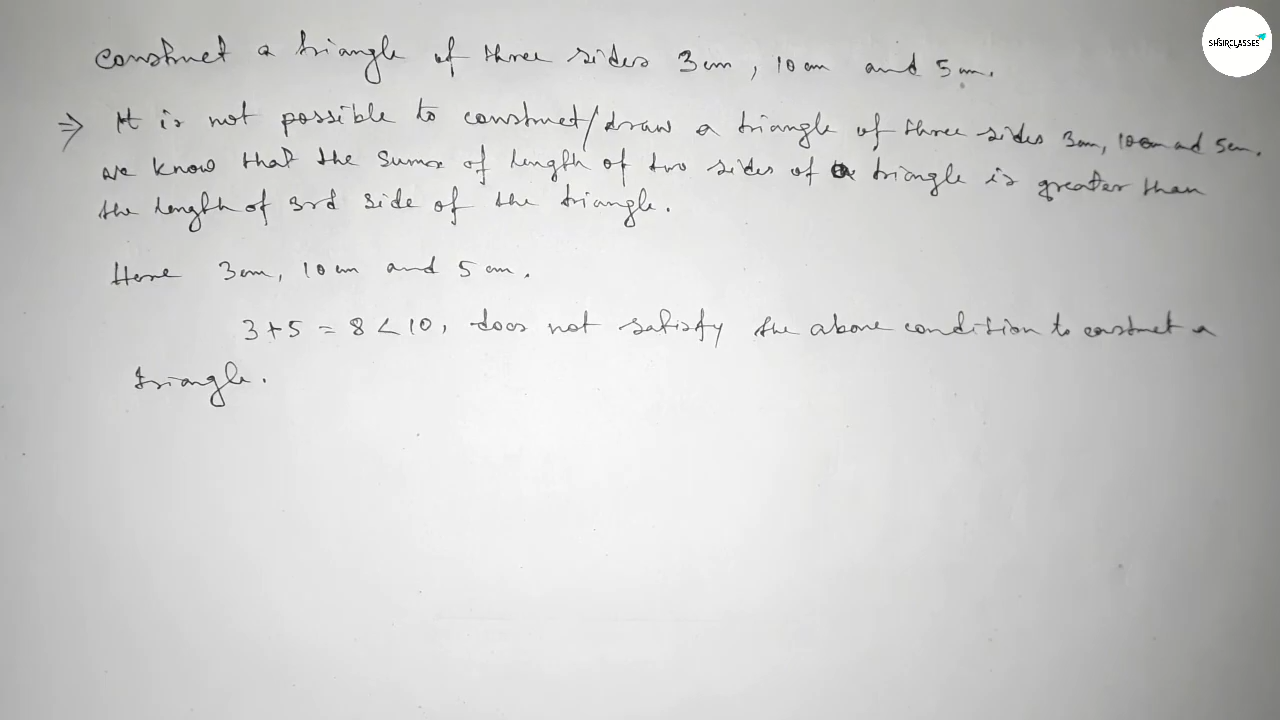 SHSIRCLASSES
construct a triangle of three sides 3cm, 10cm and 5cm.
⇒ It is not possible to construct/draw a triangle of three sides 3cm, 10cm and 5cm.
we know that the sum of length of two sides of a triangle is greater than
the length of 3rd side of the triangle.
Here 3cm, 10cm and 5cm.
3+5 = 8 < 10, does not satisfy the above condition to construct a
triangle.